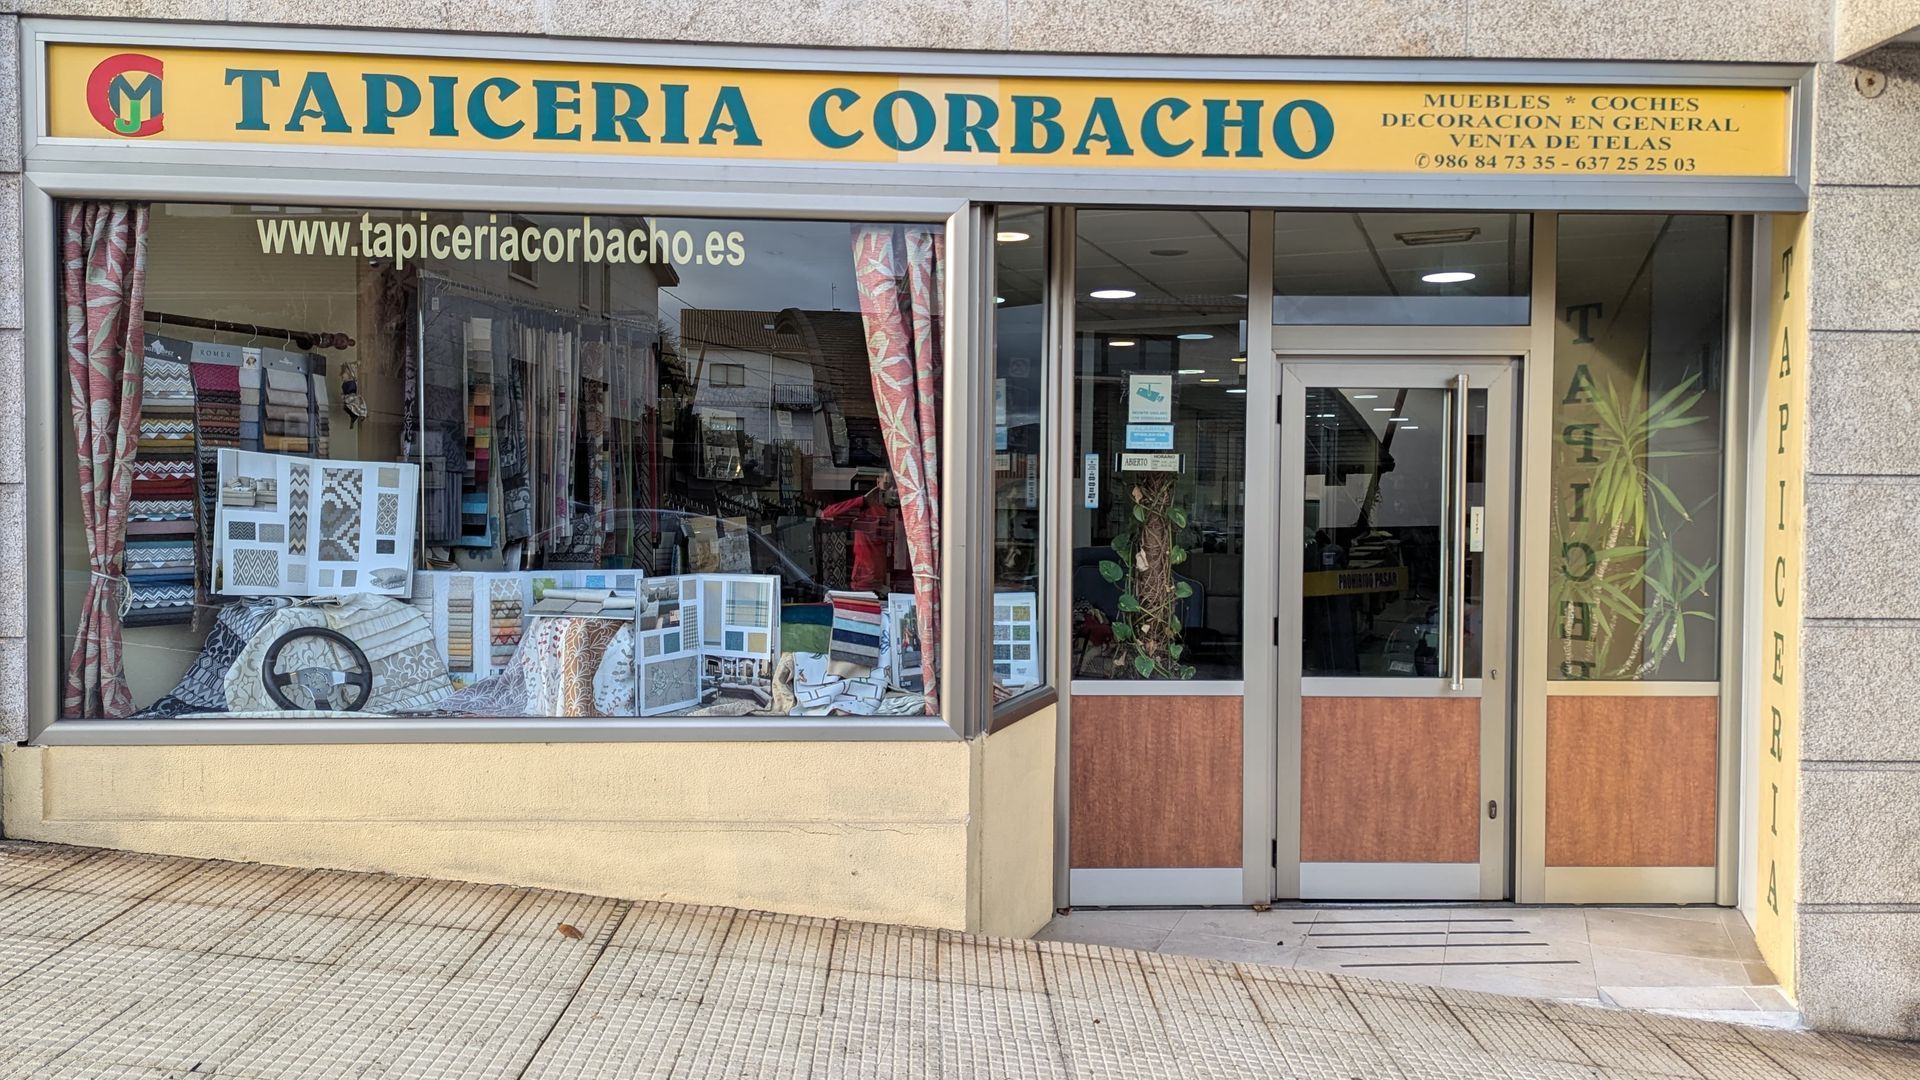 CMJ
TAPICERIA CORBACHO
MUEBLES * COCHES
DECORACION EN GENERAL
VENTA DE TELAS
✆ 986 84 73 35 - 637 25 25 03
www.tapiceriacorbacho.es
ROMER
ABIERTO
HORARIO
PROHIBIDO PASAR
TAPICERIA
TAPICERIA